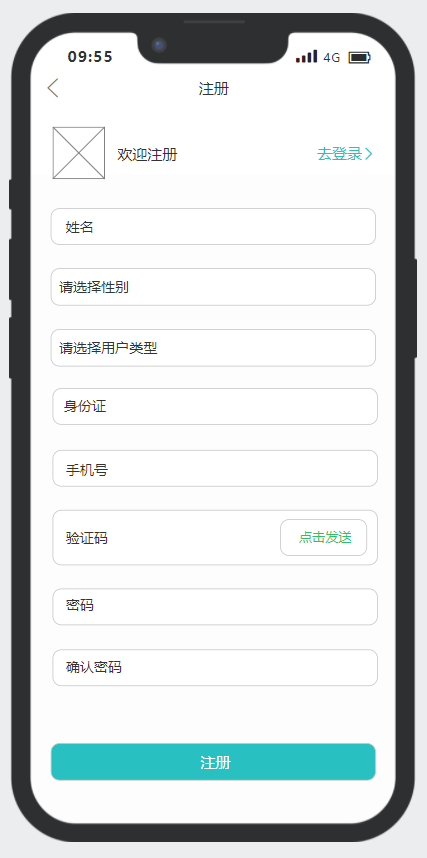 09:55 4G
注册
欢迎注册 去登录
姓名
请选择性别
请选择用户类型
身份证
手机号
验证码 点击发送
密码
确认密码
注册